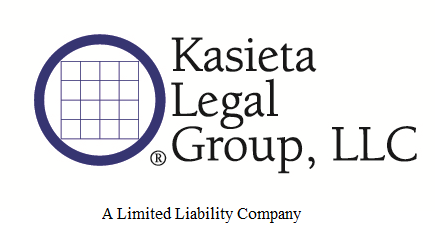 Kasieta
Legal
Group, LLC
®
A Limited Liability Company